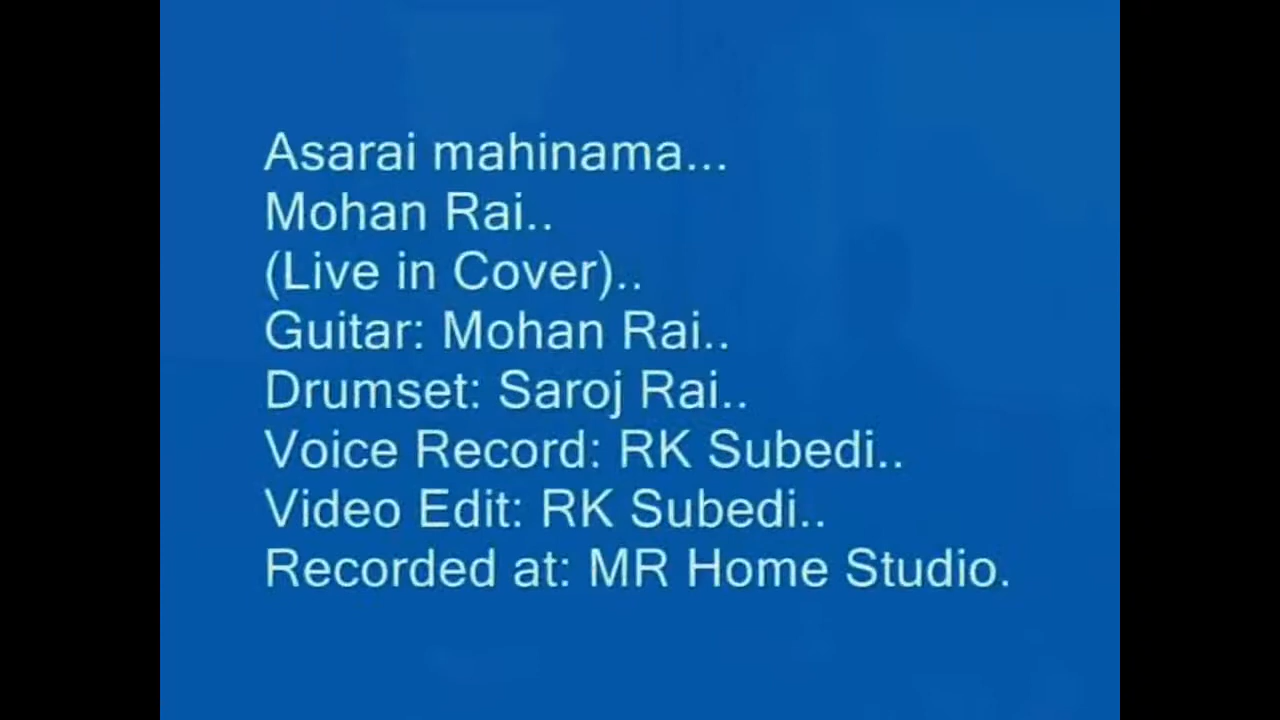 Asarai mahinama...
Mohan Rai..
(Live in Cover)..
Guitar: Mohan Rai..
Drumset: Saroj Rai..
Voice Record: RK Subedi..
Video Edit: RK Subedi..
Recorded at: MR Home Studio.